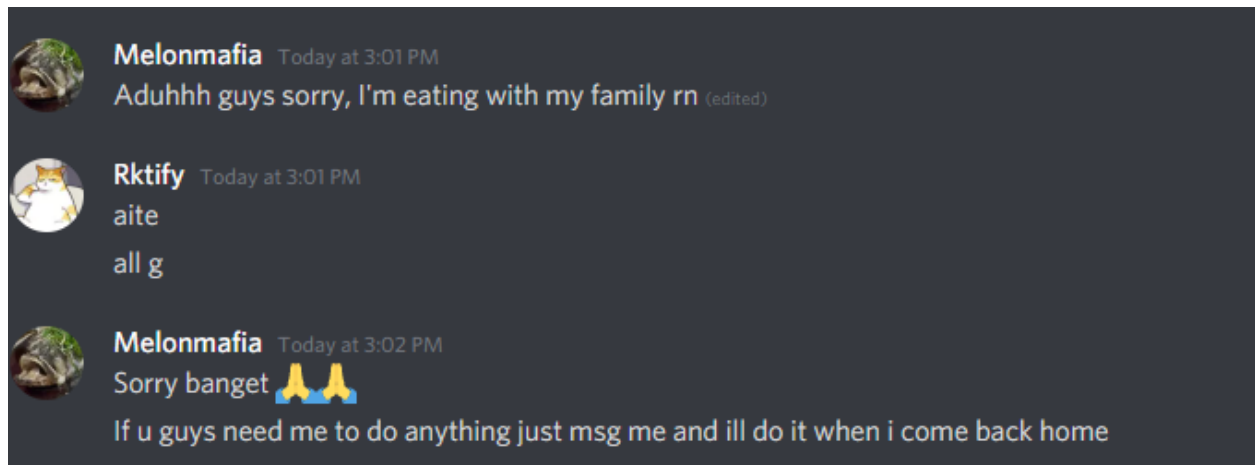 Melonmafia Today at 3:01 PM
Aduhhh guys sorry, I'm eating with my family rn (edited)
Rktify Today at 3:01 PM
aite
all g
Melonmafia Today at 3:02 PM
Sorry banget 🙏🙏
If u guys need me to do anything just msg me and ill do it when i come back home